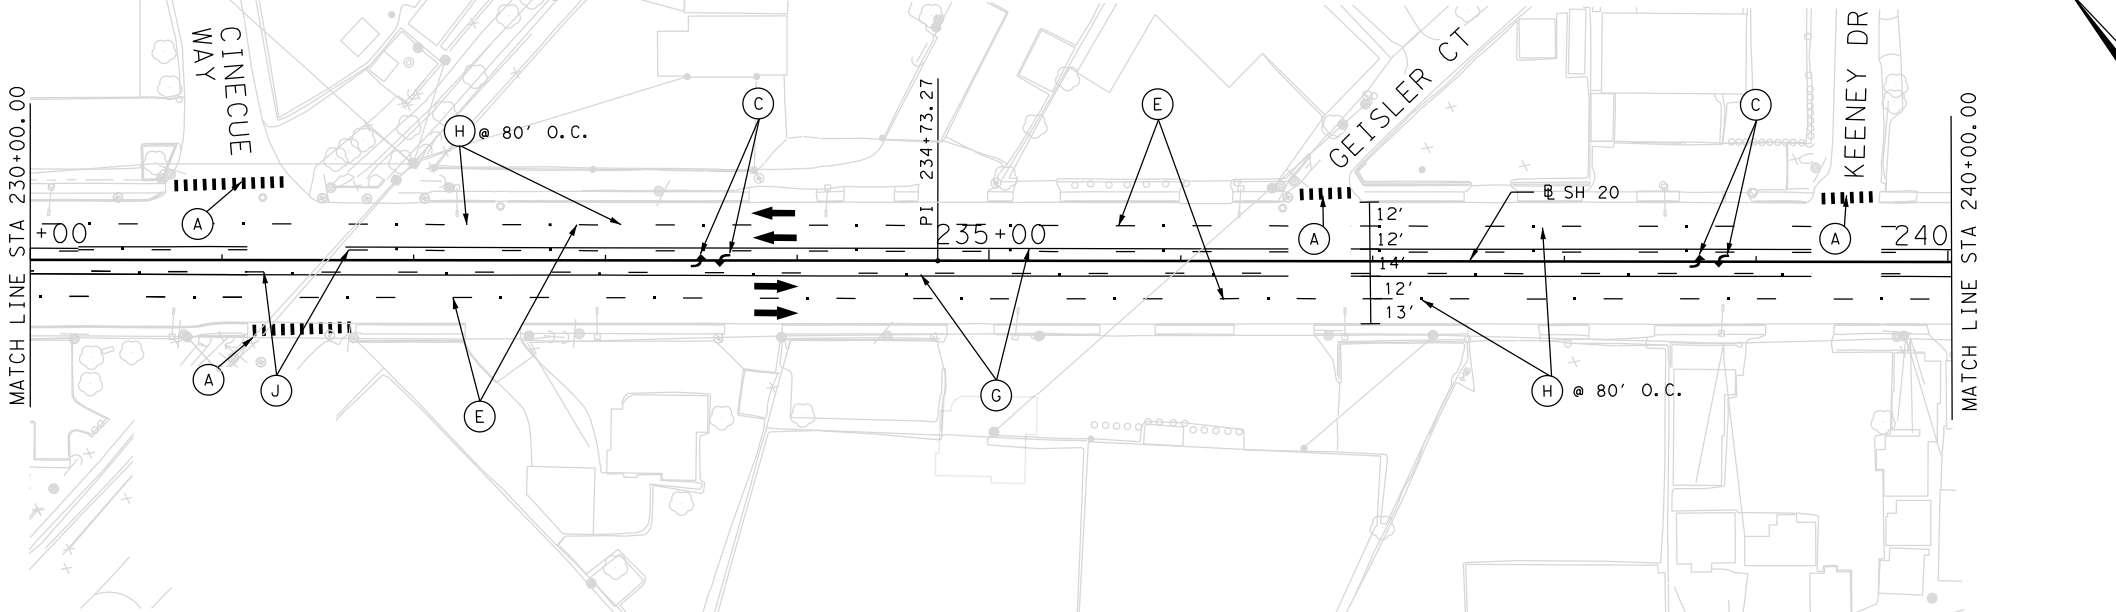 MATCH LINE STA 230+00.00
CINECUE
WAY
+00
A
A
J
H @ 80' O.C.
E
C
PI 234+73.27
235+00
G
E
GEISLER CT
A
12'
12'
14'
12'
13'
℄ SH 20
H @ 80' O.C.
C
KEENEY DR
A
240
MATCH LINE STA 240+00.00